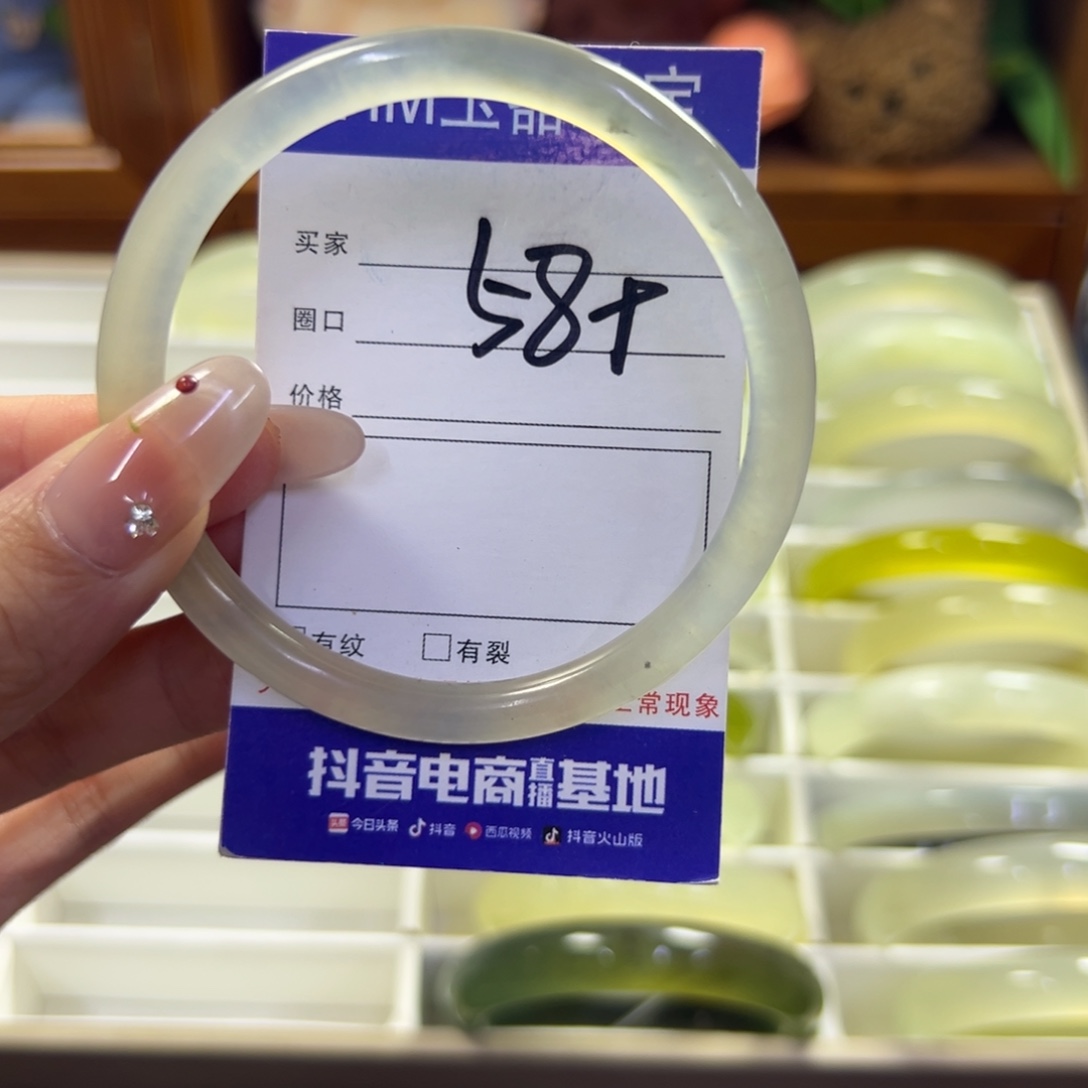 买家
58+
圈口
价格
有纹 □有裂
常现象
抖音电商直播基地
今日头条 抖音 西瓜视频 抖音火山版